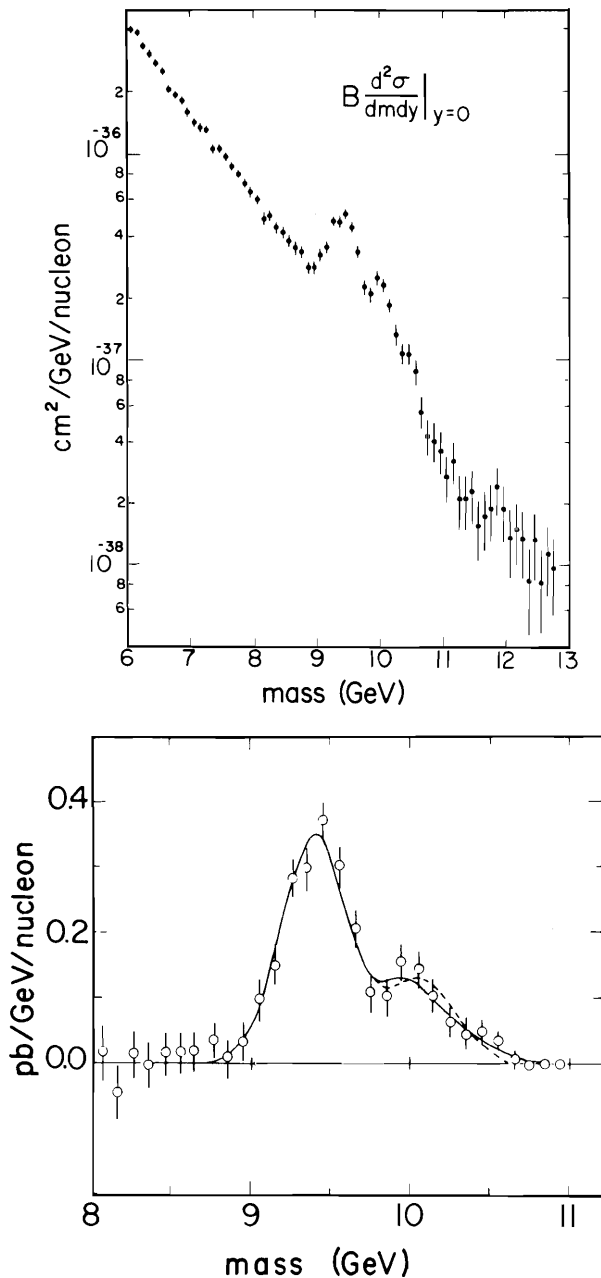 B d²σ/dmdy|y=0
2
10^-36
8
6
4
2
10^-37
8
6
4
2
10^-38
8
6
cm²/GeV/nucleon
6 7 8 9 10 11 12 13
mass (GeV)
0.4
0.2
0.0
pb/GeV/nucleon
8 9 10 11
mass (GeV)